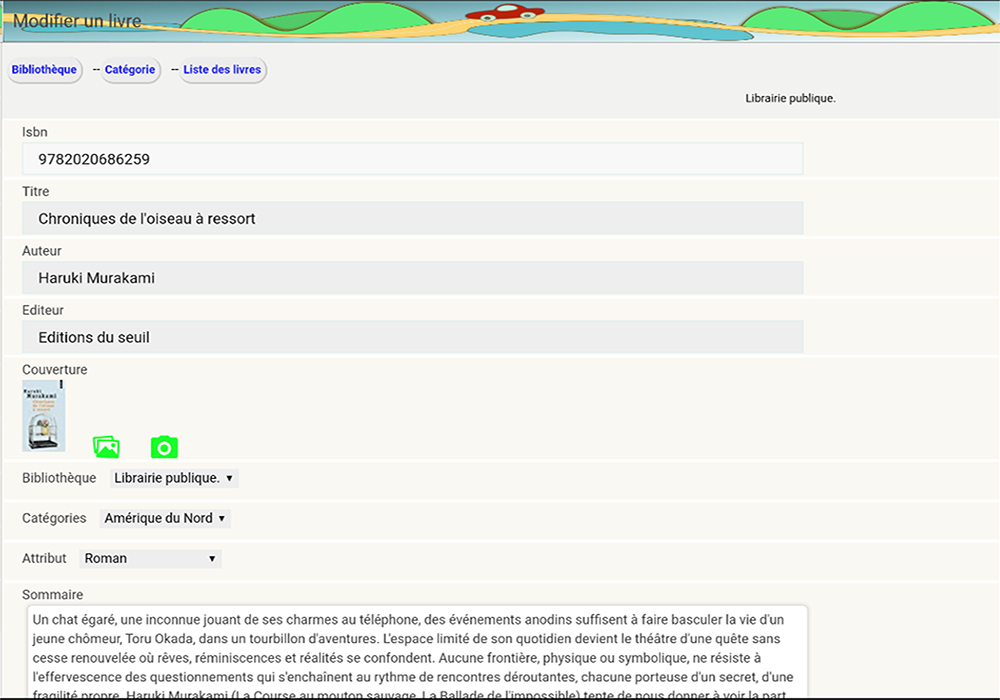 Modifier un livre
Bibliothèque -- Catégorie -- Liste des livres
Librairie publique.
Isbn
9782020686259
Titre
Chroniques de l'oiseau à ressort
Auteur
Haruki Murakami
Editeur
Editions du seuil
Couverture
Haruki
Murakami
Chroniques
de l'oiseau
à ressort
Bibliothèque Librairie publique. ▼
Catégories Amérique du Nord ▼
Attribut Roman ▼
Sommaire
Un chat égaré, une inconnue jouant de ses charmes au téléphone, des événements anodins suffisent à faire basculer la vie d'un
jeune chômeur, Toru Okada, dans un tourbillon d'aventures. L'espace limité de son quotidien devient le théâtre d'une quête sans
cesse renouvelée où rêves, réminiscences et réalités se confondent. Aucune frontière, physique ou symbolique, ne résiste à
l'effervescence des questionnements qui s'enchaînent au rythme de rencontres déroutantes, chacune porteuse d'un secret, d'une
fragilité propre. Haruki Murakami (La Course au mouton sauvage, La Ballade de l'impossible) tente de nous donner à voir la part